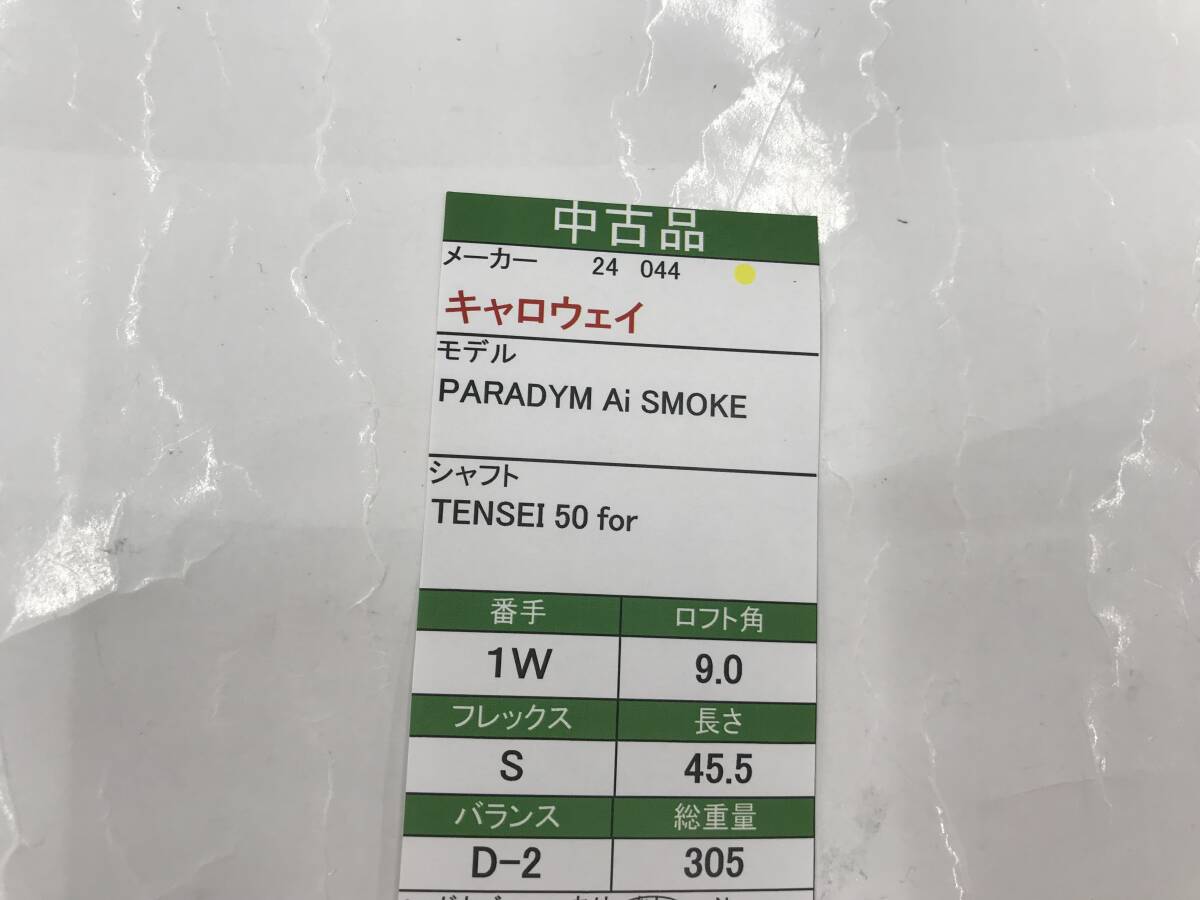 中古品
メーカー 24 044
キャロウェイ
モデル
PARADYM Ai SMOKE
シャフト
TENSEI 50 for
番手 ロフト角
1W 9.0
フレックス 長さ
S 45.5
バランス 総重量
D-2 305